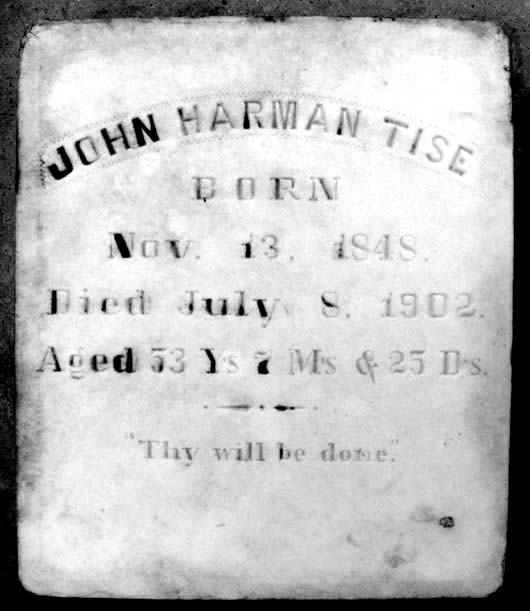 JOHN HARMAN TISE
BORN
Nov. 13, 1848.
Died July 8, 1902.
Aged 53 Ys 7 Ms & 25 Ds.
"Thy will be done."